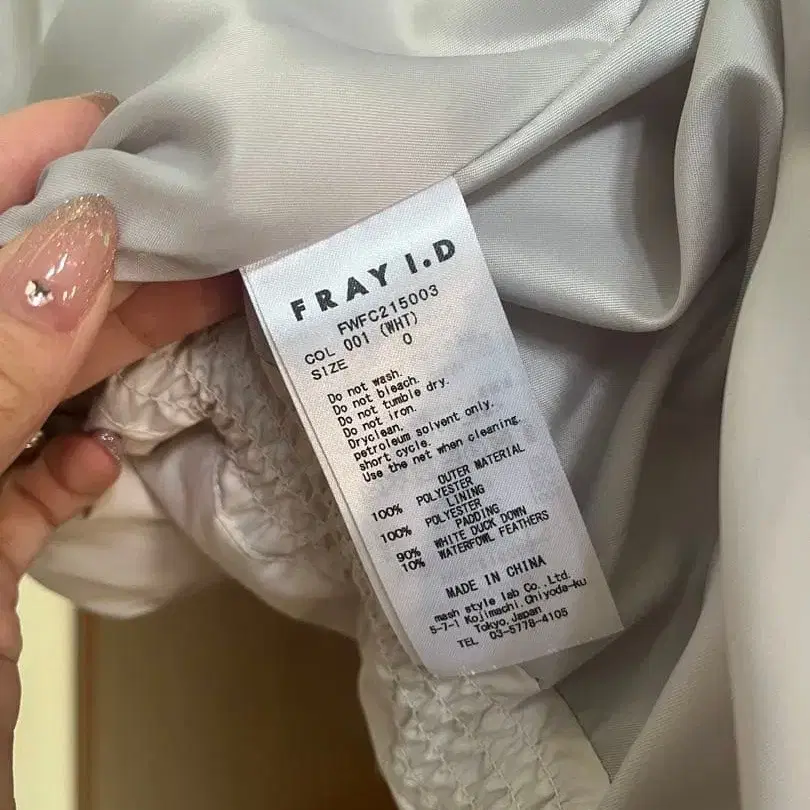 FRAY I.D
FWFC215003
COL 001 (WHT)
SIZE 0
Do not wash.
Do not bleach.
Do not tumble dry.
Do not iron.
Dryclean.
petroleum solvent only.
short cycle.
Use the net when cleaning.
OUTER MATERIAL
100% POLYESTER
LINING
100% POLYESTER
PADDING
90% WHITE DUCK DOWN
10% WATERFOWL FEATHERS
MADE IN CHINA
mash style lab Co.,Ltd.
5-7-1 Kojimachi,Chiyoda-ku
Tokyo,Japan
TEL 03-5778-4105